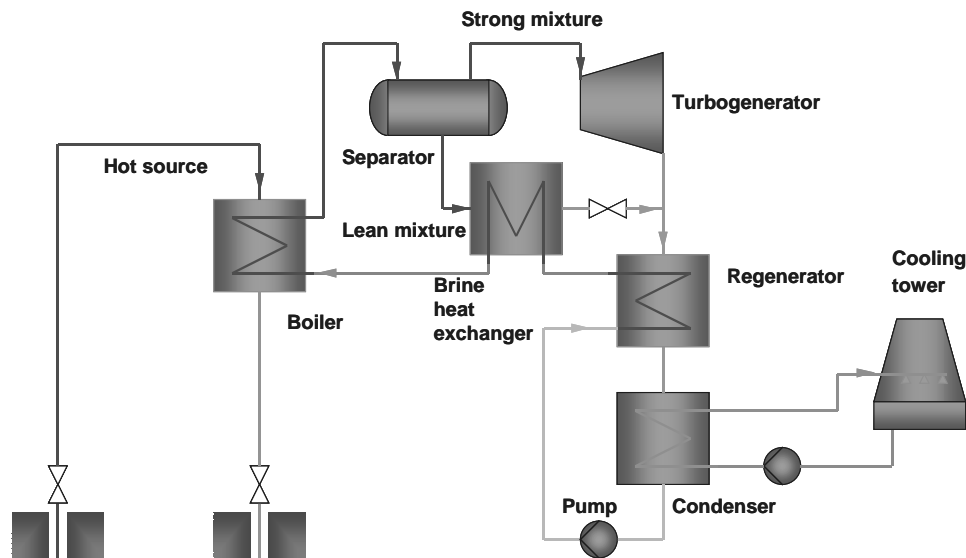 Strong mixture
Turbogenerator
Separator
Hot source
Lean mixture
Cooling
tower
Regenerator
Brine
heat
exchanger
Boiler
Pump
Condenser